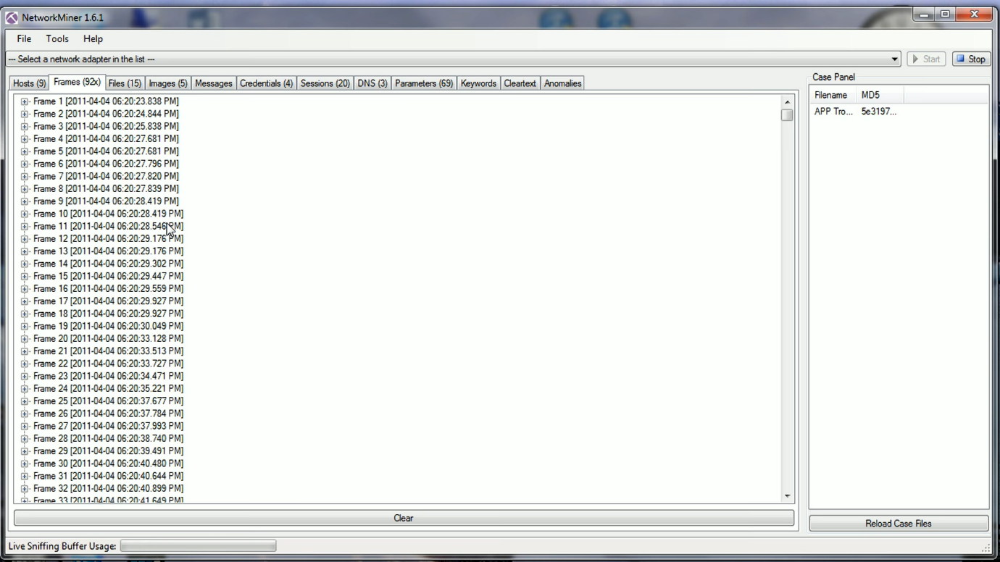 NetworkMiner 1.6.1
File Tools Help
--- Select a network adapter in the list ---
Start
Stop
Hosts (9) Frames (92x) Files (15) Images (5) Messages Credentials (4) Sessions (20) DNS (3) Parameters (69) Keywords Cleartext Anomalies
Frame 1 [2011-04-04 06:20:23.838 PM]
Frame 2 [2011-04-04 06:20:24.844 PM]
Frame 3 [2011-04-04 06:20:25.838 PM]
Frame 4 [2011-04-04 06:20:27.681 PM]
Frame 5 [2011-04-04 06:20:27.681 PM]
Frame 6 [2011-04-04 06:20:27.796 PM]
Frame 7 [2011-04-04 06:20:27.820 PM]
Frame 8 [2011-04-04 06:20:27.839 PM]
Frame 9 [2011-04-04 06:20:28.419 PM]
Frame 10 [2011-04-04 06:20:28.419 PM]
Frame 11 [2011-04-04 06:20:28.546 PM]
Frame 12 [2011-04-04 06:20:29.176 PM]
Frame 13 [2011-04-04 06:20:29.176 PM]
Frame 14 [2011-04-04 06:20:29.302 PM]
Frame 15 [2011-04-04 06:20:29.447 PM]
Frame 16 [2011-04-04 06:20:29.559 PM]
Frame 17 [2011-04-04 06:20:29.927 PM]
Frame 18 [2011-04-04 06:20:29.927 PM]
Frame 19 [2011-04-04 06:20:30.049 PM]
Frame 20 [2011-04-04 06:20:33.128 PM]
Frame 21 [2011-04-04 06:20:33.513 PM]
Frame 22 [2011-04-04 06:20:33.727 PM]
Frame 23 [2011-04-04 06:20:34.471 PM]
Frame 24 [2011-04-04 06:20:35.221 PM]
Frame 25 [2011-04-04 06:20:37.677 PM]
Frame 26 [2011-04-04 06:20:37.784 PM]
Frame 27 [2011-04-04 06:20:37.993 PM]
Frame 28 [2011-04-04 06:20:38.740 PM]
Frame 29 [2011-04-04 06:20:39.491 PM]
Frame 30 [2011-04-04 06:20:40.480 PM]
Frame 31 [2011-04-04 06:20:40.644 PM]
Frame 32 [2011-04-04 06:20:40.899 PM]
Frame 33 [2011-04-04 06:20:41.649 PM]
Clear
Case Panel
Filename MD5
APP Tro... 5e3197...
Reload Case Files
Live Sniffing Buffer Usage: